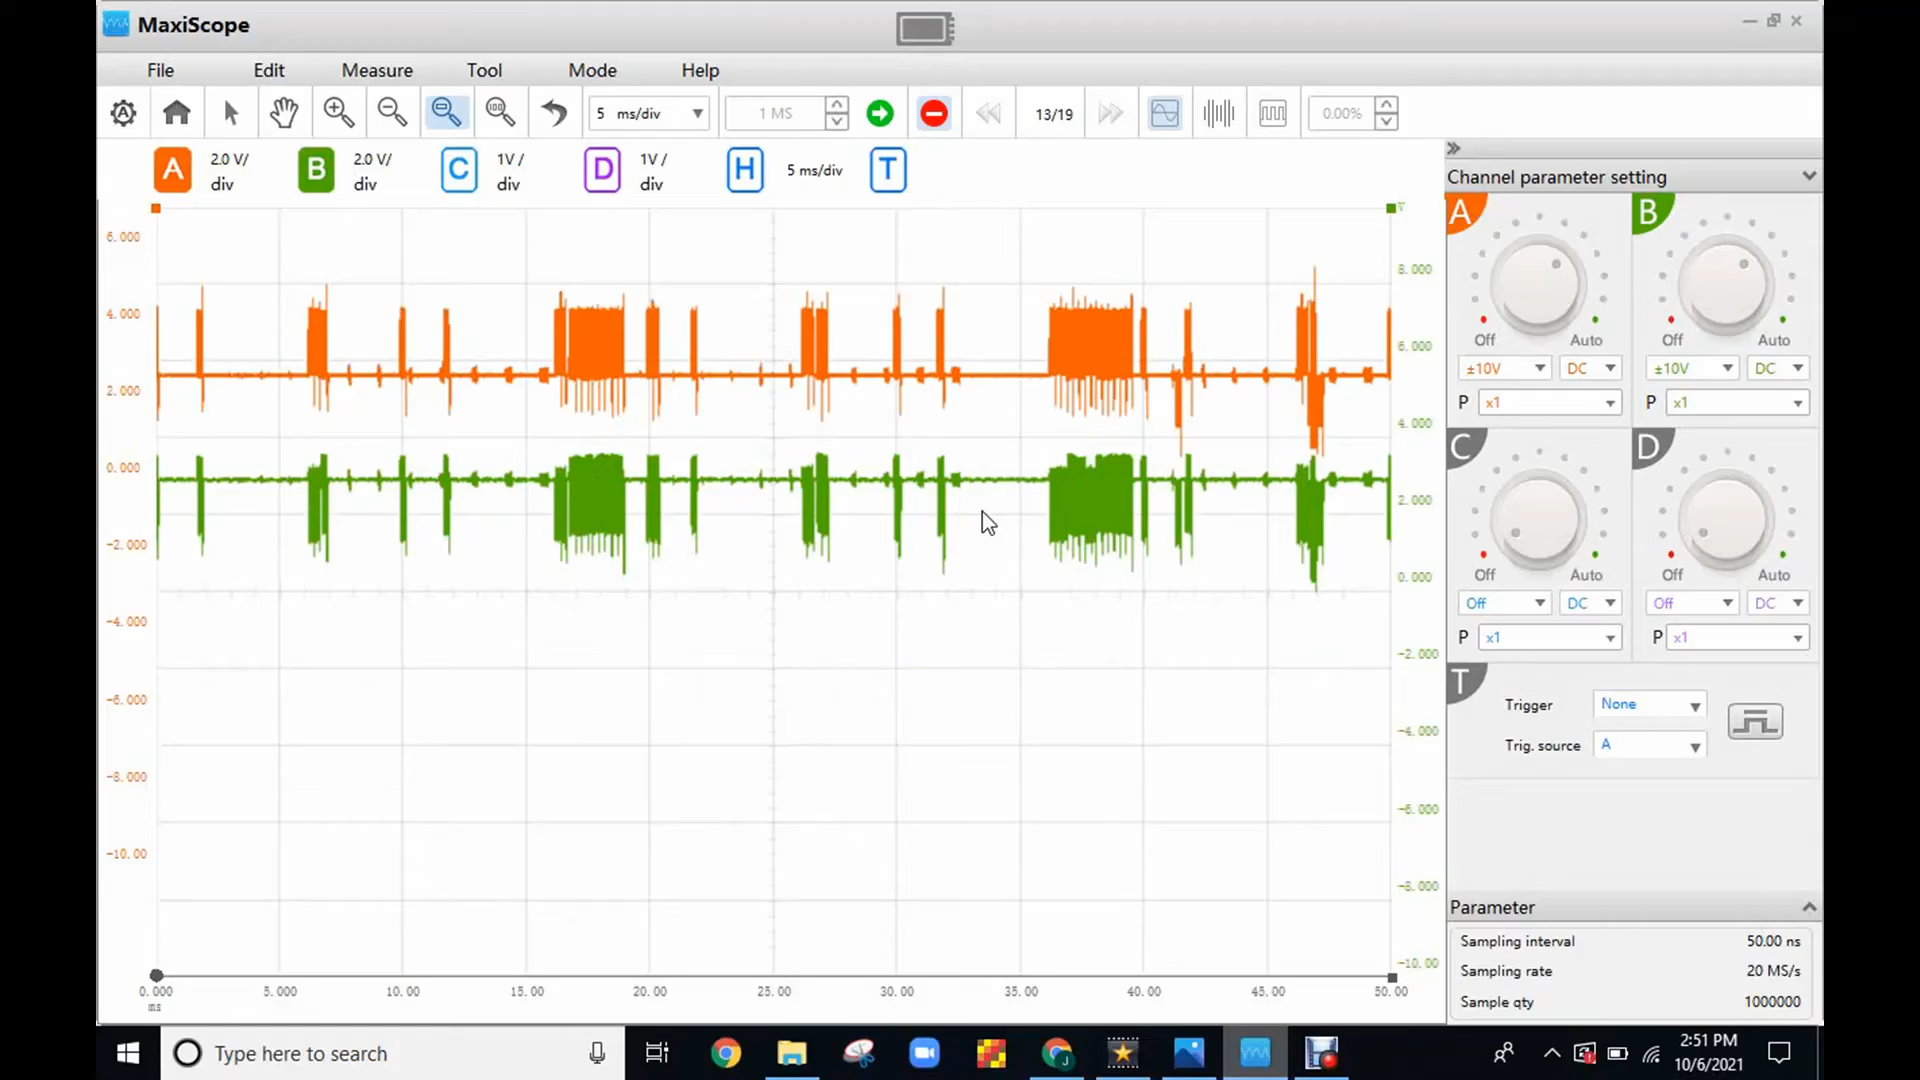 MaxiScope
File Edit Measure Tool Mode Help
5 ms/div 1 MS 13/19 0.00%
A 2.0 V/ div B 2.0 V/ div C 1V / div D 1V / div H 5 ms/div T
6.000
4.000
2.000
0.000
-2.000
-4.000
-6.000
-8.000
-10.00
V
8.000
6.000
4.000
2.000
0.000
-2.000
-4.000
-6.000
-8.000
-10.00
0.000 5.000 10.00 15.00 20.00 25.00 30.00 35.00 40.00 45.00 50.00
ms
Channel parameter setting
A B
Off Auto Off Auto
±10V DC ±10V DC
P x1 P x1
C D
Off Auto Off Auto
Off DC Off DC
P x1 P x1
T
Trigger None
Trig. source A
Parameter
Sampling interval 50.00 ns
Sampling rate 20 MS/s
Sample qty 1000000
Type here to search
2:51 PM
10/6/2021